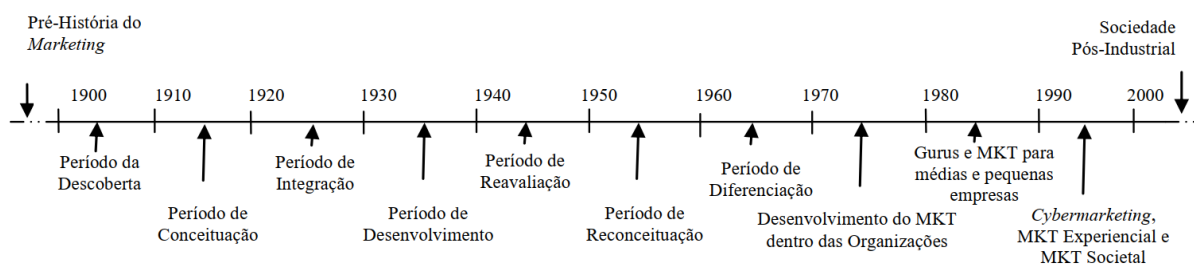 Pré-História do
Marketing
Sociedade
Pós-Industrial
1900 1910 1920 1930 1940 1950 1960 1970 1980 1990 2000
Período da
Descoberta
Período de
Conceituação
Período de
Integração
Período de
Desenvolvimento
Período de
Reavaliação
Período de
Reconceituação
Período de
Diferenciação
Desenvolvimento do MKT
dentro das Organizações
Gurus e MKT para
médias e pequenas
empresas
Cybermarketing,
MKT Experiencial e
MKT Societal